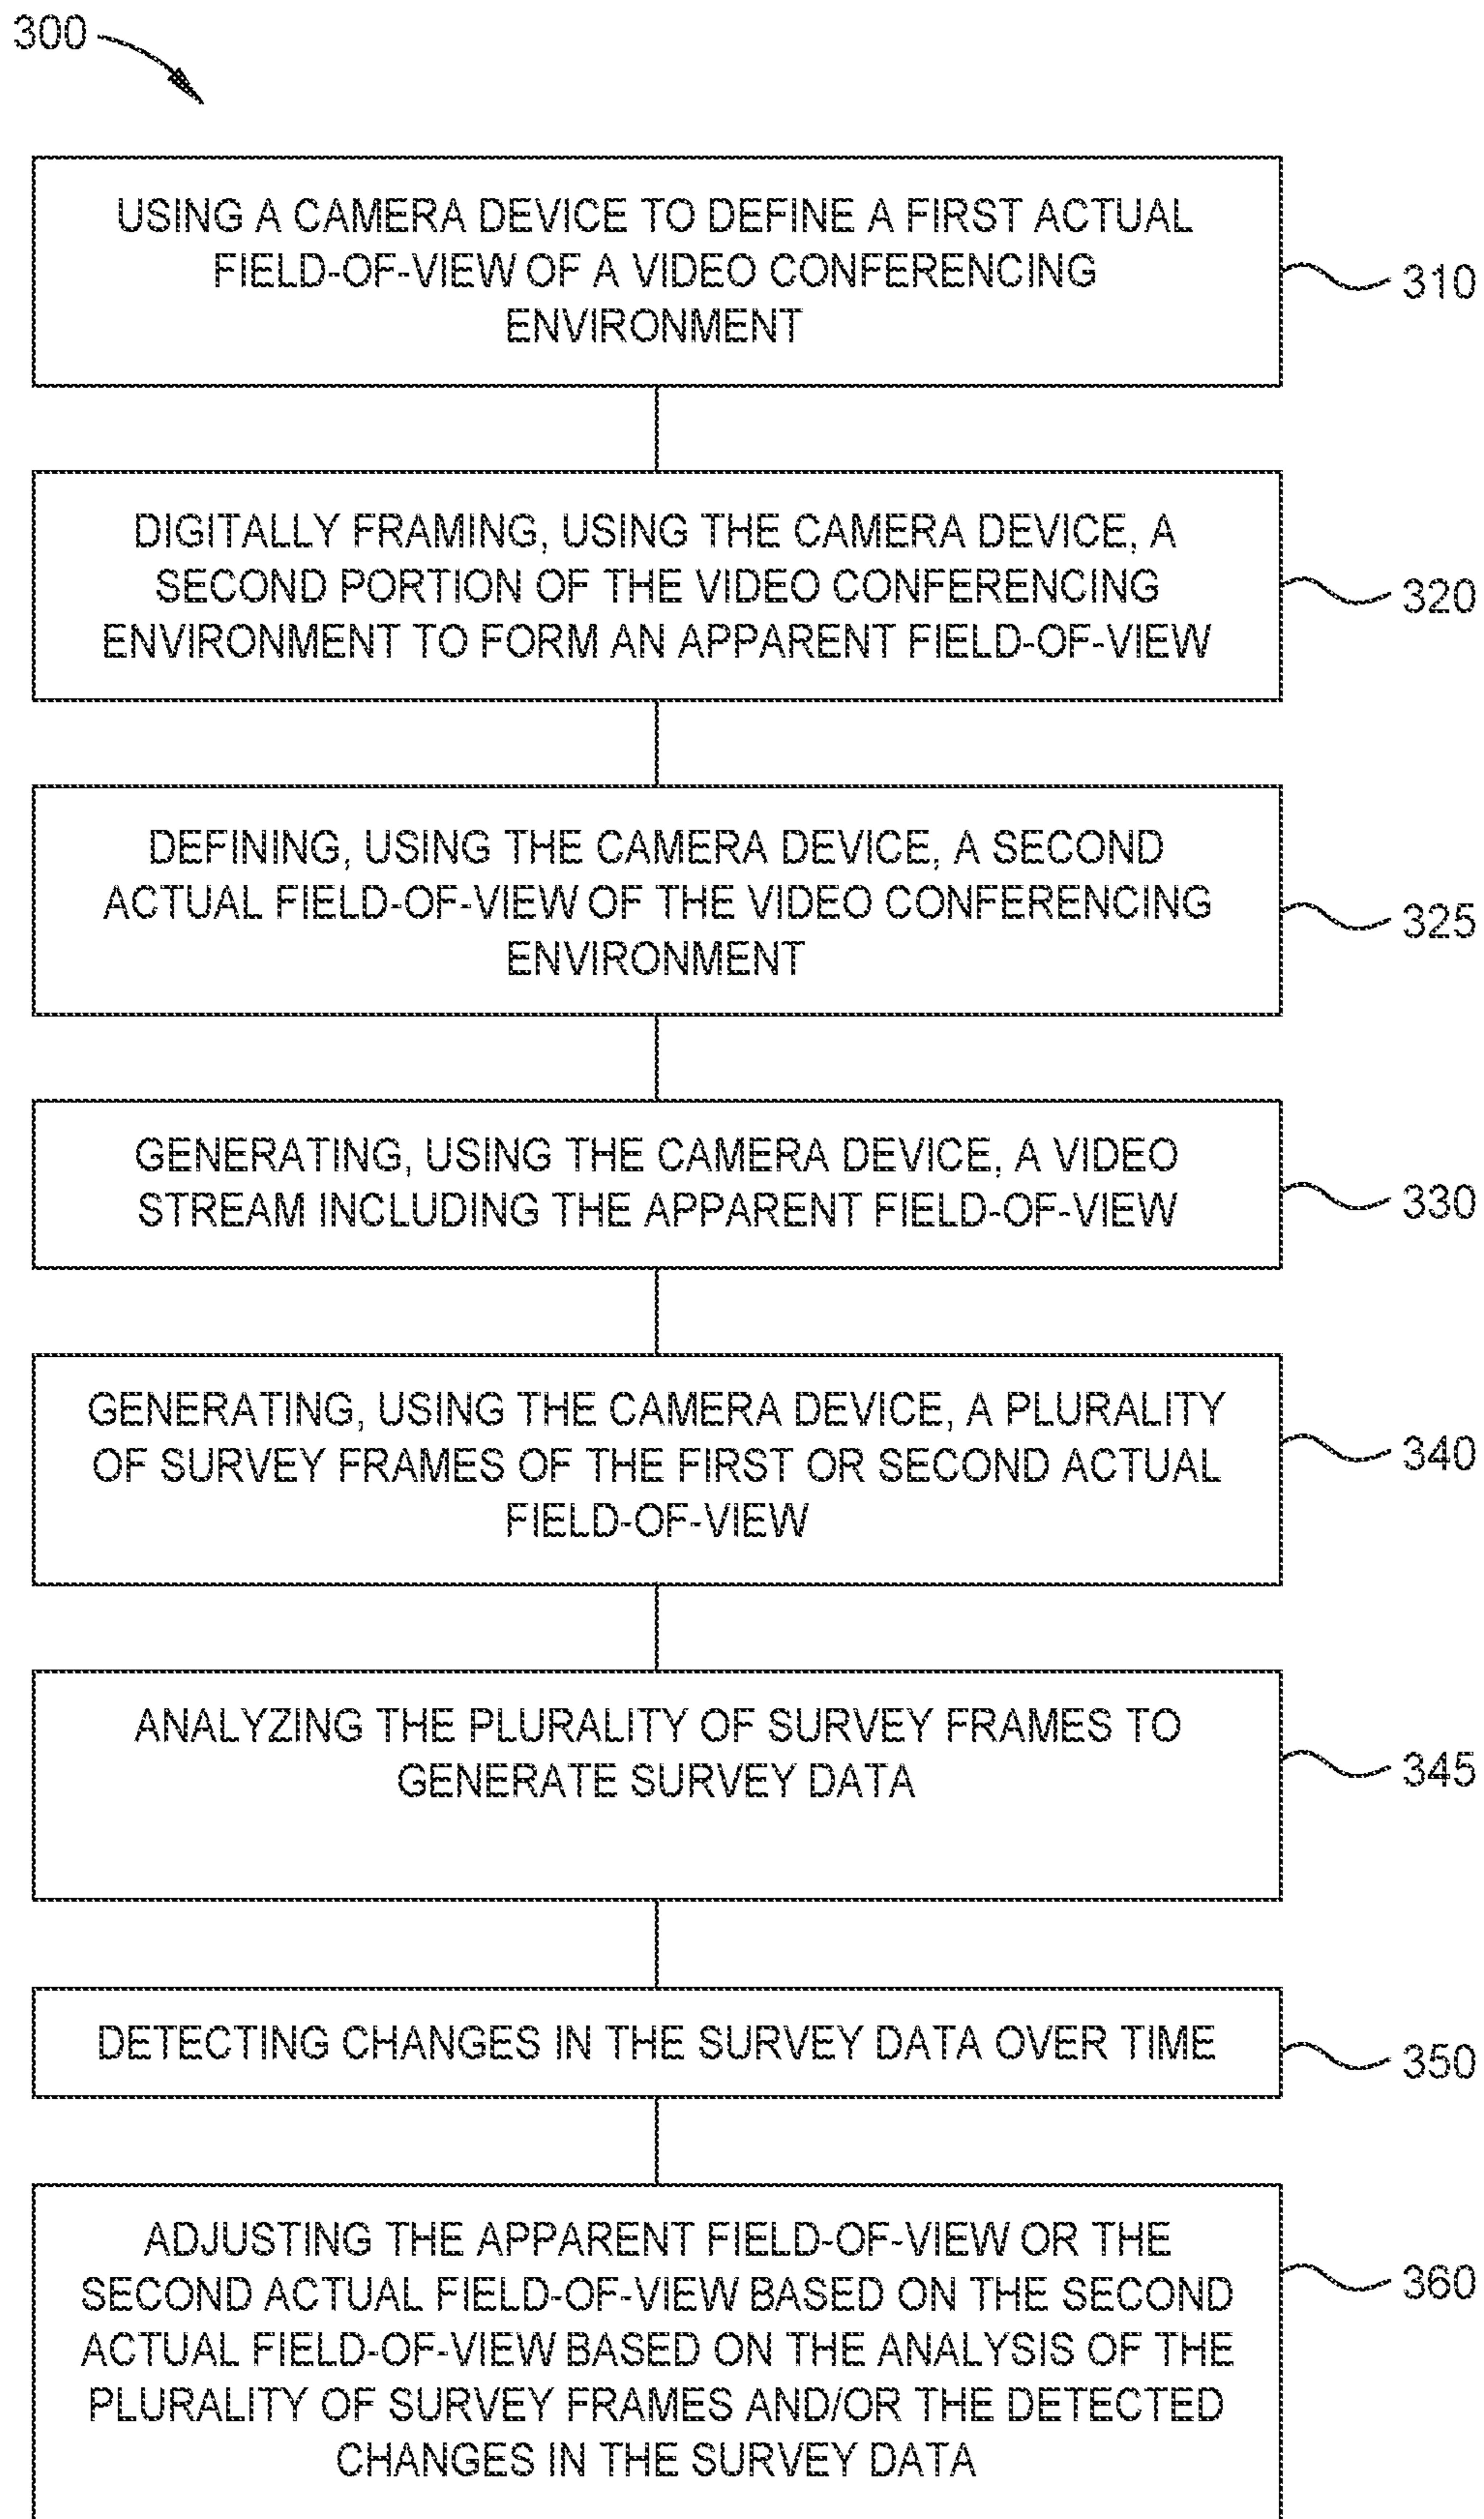 300
USING A CAMERA DEVICE TO DEFINE A FIRST ACTUAL
FIELD-OF-VIEW OF A VIDEO CONFERENCING
ENVIRONMENT
310
DIGITALLY FRAMING, USING THE CAMERA DEVICE, A
SECOND PORTION OF THE VIDEO CONFERENCING
ENVIRONMENT TO FORM AN APPARENT FIELD-OF-VIEW
320
DEFINING, USING THE CAMERA DEVICE, A SECOND
ACTUAL FIELD-OF-VIEW OF THE VIDEO CONFERENCING
ENVIRONMENT
325
GENERATING, USING THE CAMERA DEVICE, A VIDEO
STREAM INCLUDING THE APPARENT FIELD-OF-VIEW
330
GENERATING, USING THE CAMERA DEVICE, A PLURALITY
OF SURVEY FRAMES OF THE FIRST OR SECOND ACTUAL
FIELD-OF-VIEW
340
ANALYZING THE PLURALITY OF SURVEY FRAMES TO
GENERATE SURVEY DATA
345
DETECTING CHANGES IN THE SURVEY DATA OVER TIME
350
ADJUSTING THE APPARENT FIELD-OF-VIEW OR THE
SECOND ACTUAL FIELD-OF-VIEW BASED ON THE SECOND
ACTUAL FIELD-OF-VIEW BASED ON THE ANALYSIS OF THE
PLURALITY OF SURVEY FRAMES AND/OR THE DETECTED
CHANGES IN THE SURVEY DATA
360